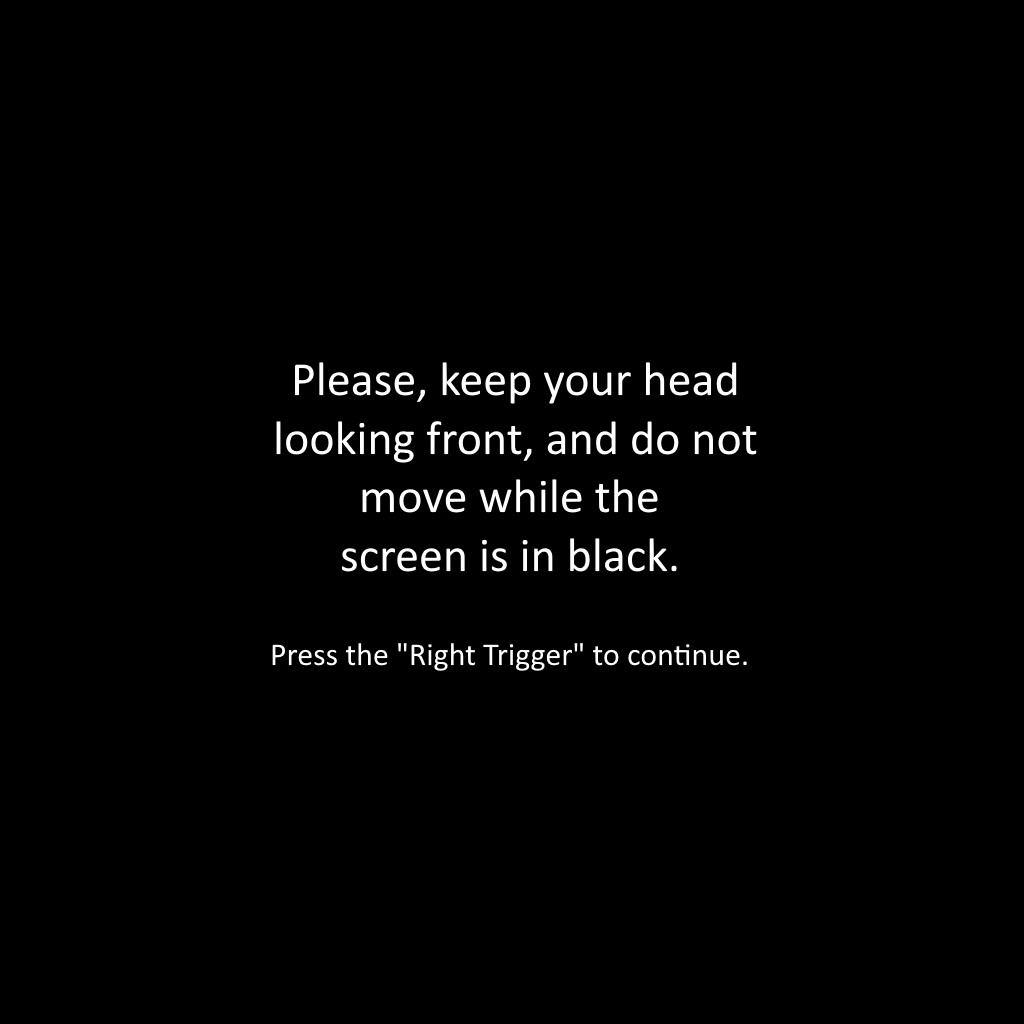 Please, keep your head
looking front, and do not
move while the
screen is in black.
Press the "Right Trigger" to continue.